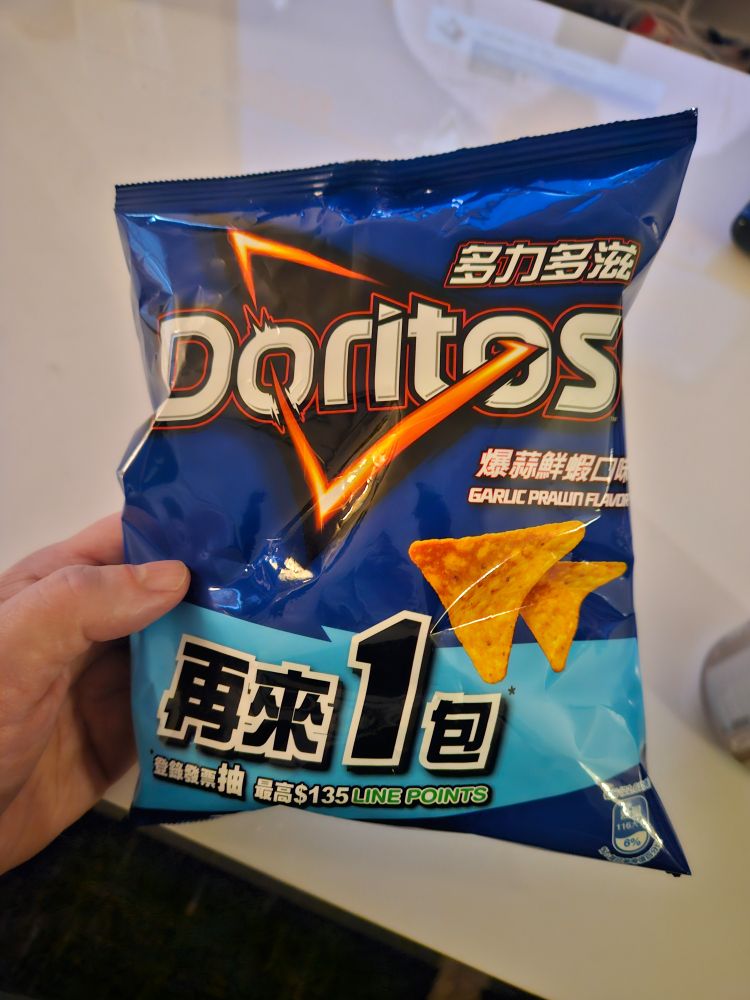 多力多滋
Doritos
爆蒜鮮蝦口味
GARLIC PRAWN FLAVOR
再來1包*
*登錄發票抽 最高$135 LINE POINTS
6%